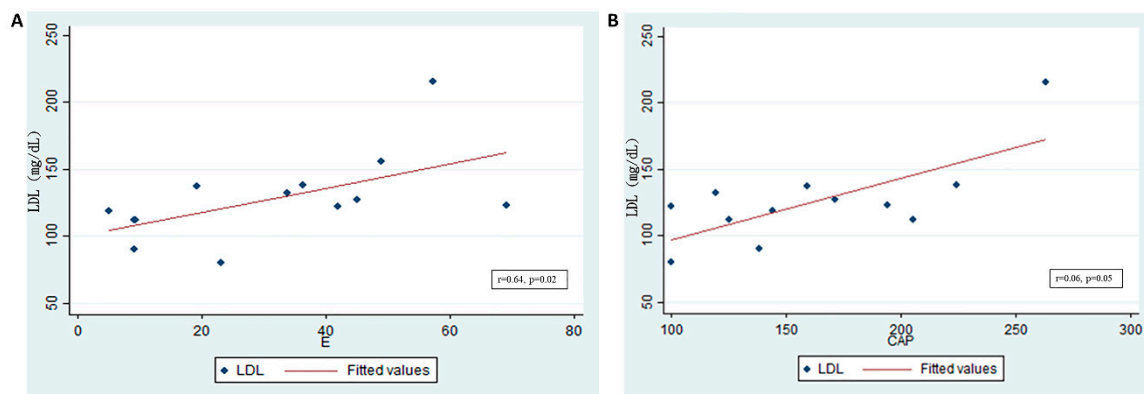 A
250
200
150
100
50
LDL (mg/dL)
r=0.64, p=0.02
0 20 40 60 80
E
LDL Fitted values
B
250
200
150
100
50
LDL (mg/dL)
r=0.06, p=0.05
100 150 200 250 300
CAP
LDL Fitted values